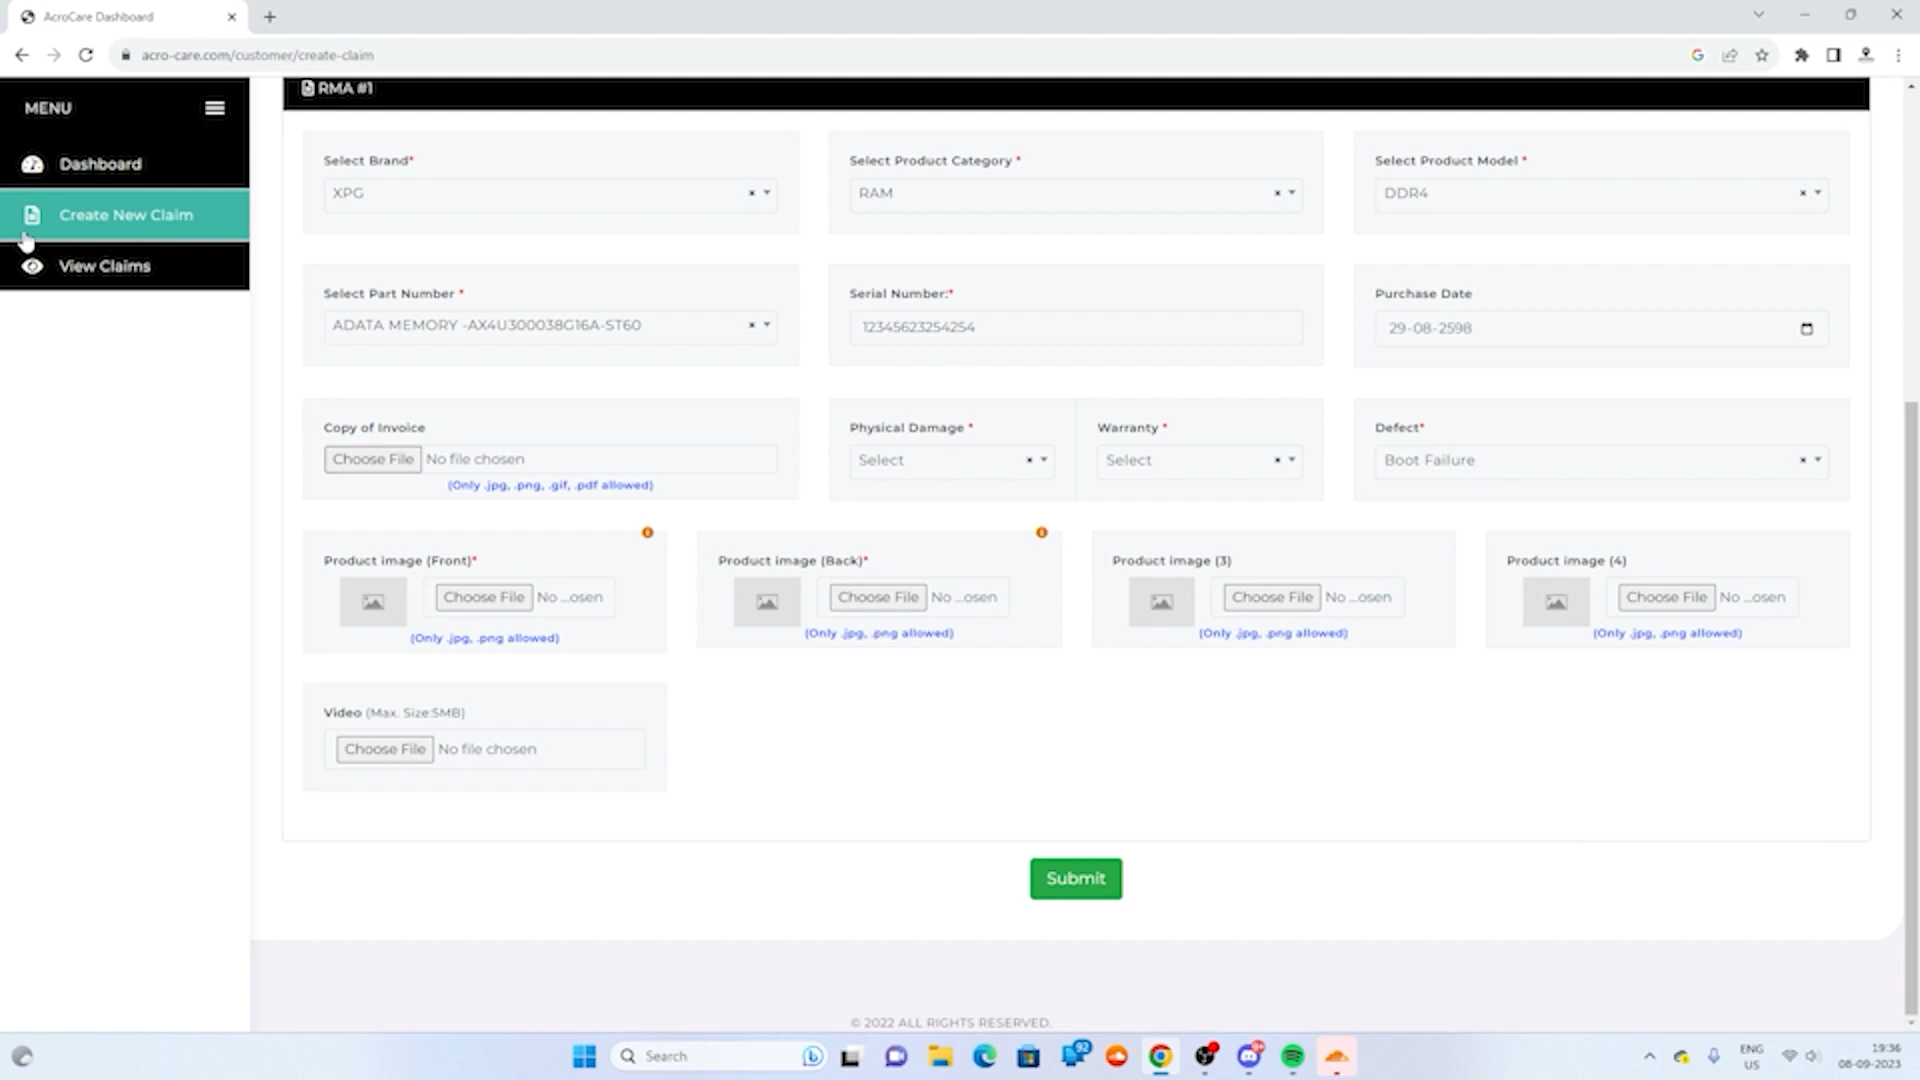 AcroCare Dashboard
acro-care.com/customer/create-claim
MENU
Dashboard
Create New Claim
View Claims
RMA #1
Select Brand*
XPG
Select Product Category *
RAM
Select Product Model *
DDR4
Select Part Number *
ADATA MEMORY -AX4U300038G16A-ST60
Serial Number:*
12345623254254
Purchase Date
29-08-2598
Copy of Invoice
Choose File No file chosen
(Only .jpg, .png, .gif, .pdf allowed)
Physical Damage *
Select
Warranty *
Select
Defect*
Boot Failure
Product image (Front)*
Choose File No ...osen
(Only .jpg, .png allowed)
Product image (Back)*
Choose File No ...osen
(Only .jpg, .png allowed)
Product image (3)
Choose File No ...osen
(Only .jpg, .png allowed)
Product image (4)
Choose File No ...osen
(Only .jpg, .png allowed)
Video (Max. Size:5MB)
Choose File No file chosen
Submit
© 2022 ALL RIGHTS RESERVED.
Search
92
ENG
US
19:36
08-09-2023